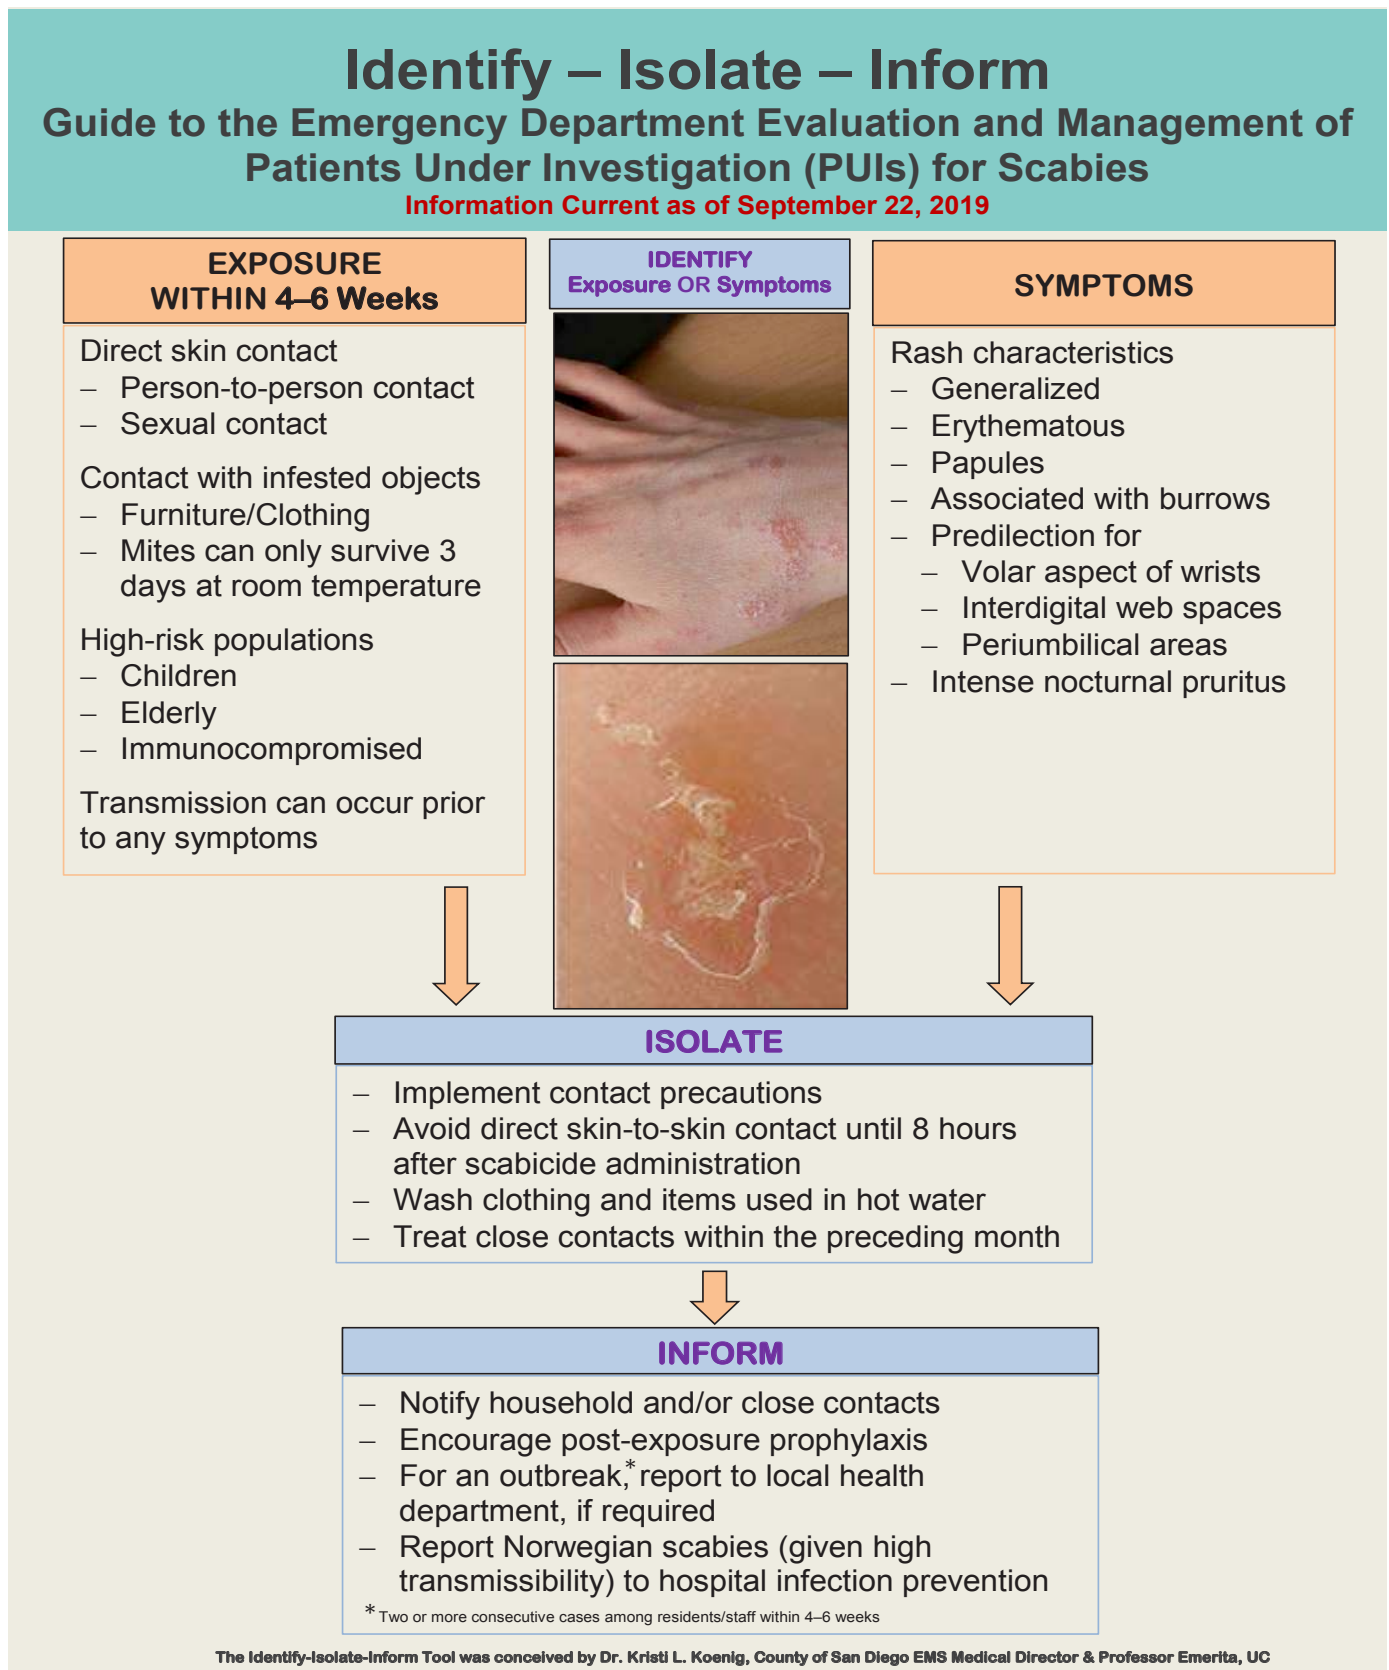 Identify – Isolate – Inform
Guide to the Emergency Department Evaluation and Management of
Patients Under Investigation (PUIs) for Scabies
Information Current as of September 22, 2019
EXPOSURE
WITHIN 4–6 Weeks
Direct skin contact
– Person-to-person contact
– Sexual contact
Contact with infested objects
– Furniture/Clothing
– Mites can only survive 3
days at room temperature
High-risk populations
– Children
– Elderly
– Immunocompromised
Transmission can occur prior
to any symptoms
IDENTIFY
Exposure OR Symptoms
SYMPTOMS
Rash characteristics
– Generalized
– Erythematous
– Papules
– Associated with burrows
– Predilection for
– Volar aspect of wrists
– Interdigital web spaces
– Periumbilical areas
– Intense nocturnal pruritus
ISOLATE
– Implement contact precautions
– Avoid direct skin-to-skin contact until 8 hours
after scabicide administration
– Wash clothing and items used in hot water
– Treat close contacts within the preceding month
INFORM
– Notify household and/or close contacts
– Encourage post-exposure prophylaxis
– For an outbreak,* report to local health
department, if required
– Report Norwegian scabies (given high
transmissibility) to hospital infection prevention
* Two or more consecutive cases among residents/staff within 4–6 weeks
The Identify-Isolate-Inform Tool was conceived by Dr. Kristi L. Koenig, County of San Diego EMS Medical Director & Professor Emerita, UC